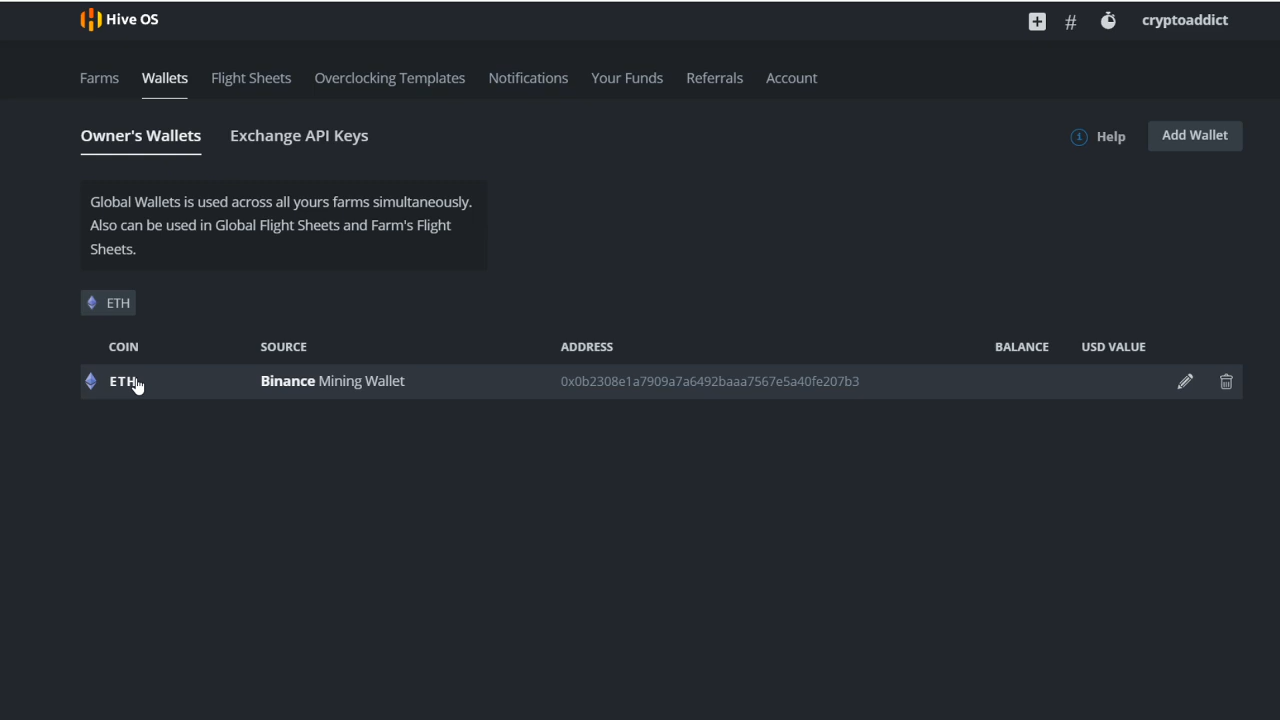 Hive OS
# cryptoaddict
Farms Wallets Flight Sheets Overclocking Templates Notifications Your Funds Referrals Account
Owner's Wallets Exchange API Keys Help Add Wallet
Global Wallets is used across all yours farms simultaneously.
Also can be used in Global Flight Sheets and Farm's Flight
Sheets.
ETH
COIN SOURCE ADDRESS BALANCE USD VALUE
ETH Binance Mining Wallet 0x0b2308e1a7909a7a6492baaa7567e5a40fe207b3